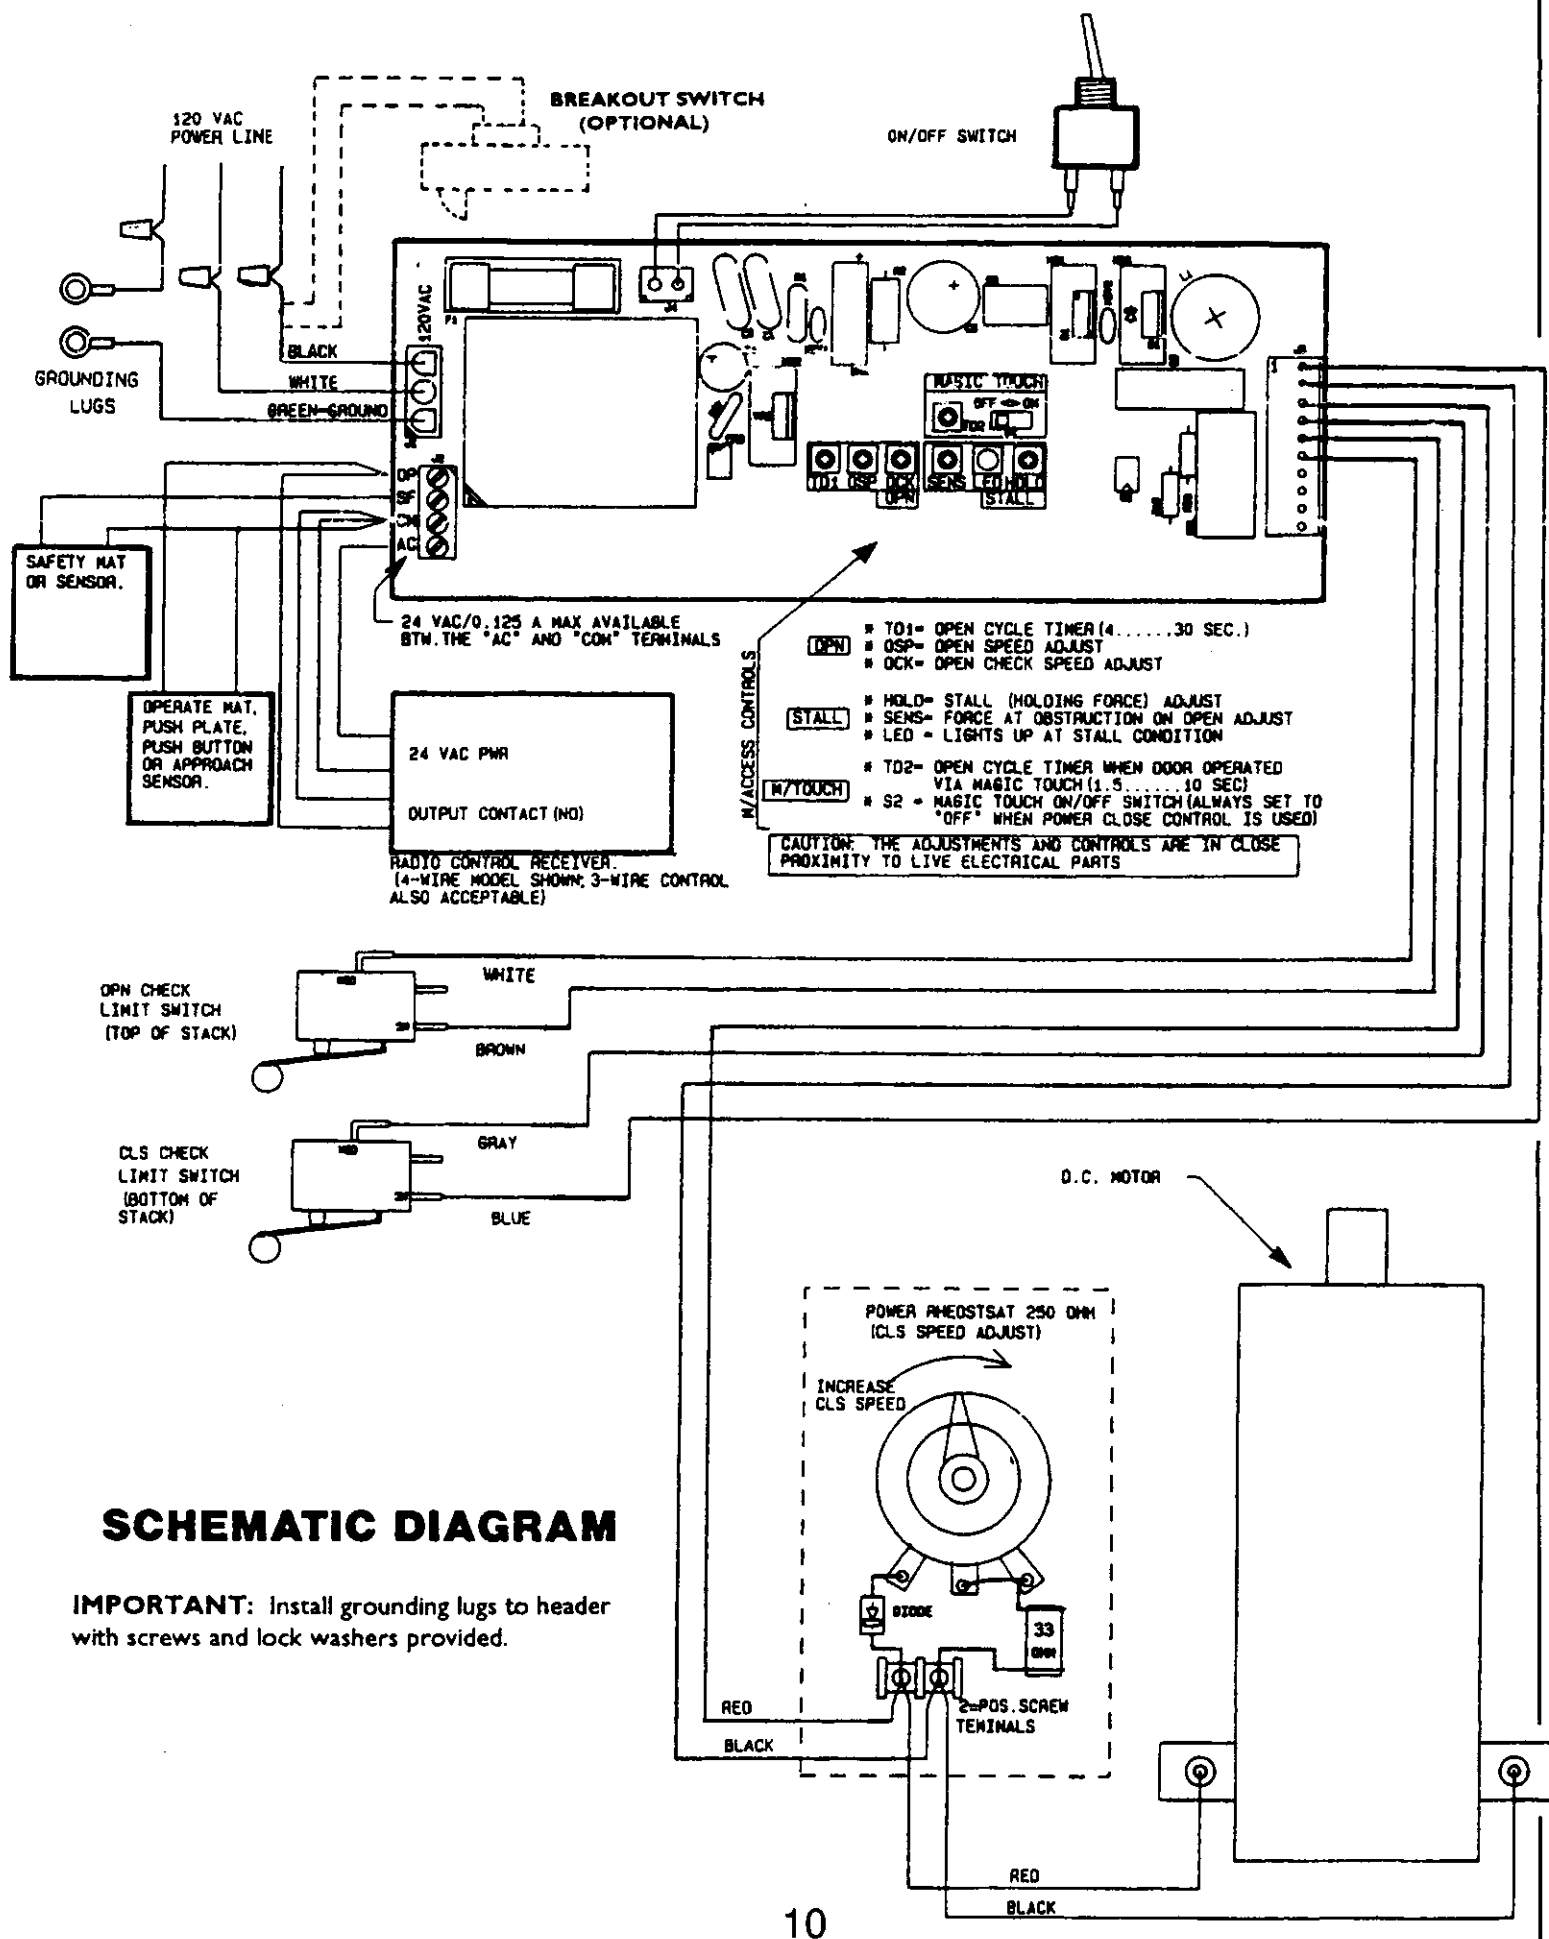 BREAKOUT SWITCH
(OPTIONAL)
120 VAC
POWER LINE
ON/OFF SWITCH
GROUNDING
LUGS
BLACK
WHITE
GREEN-GROUND
120VAC
F1
J4
MAGIC TOUCH
OFF ON
TD2
TD1 OSP OCK
OPN
SENS LED HOLD
STALL
1
OP
SF
AC
SAFETY MAT
OR SENSOR.
24 VAC/0.125 A MAX AVAILABLE
BTW.THE "AC" AND "COM" TERMINALS
OPERATE MAT,
PUSH PLATE,
PUSH BUTTON
OR APPROACH
SENSOR.
24 VAC PWR
OUTPUT CONTACT (NO)
RADIO CONTROL RECEIVER.
(4-WIRE MODEL SHOWN; 3-WIRE CONTROL
ALSO ACCEPTABLE)
M/ACCESS CONTROLS
OPN
* TD1= OPEN CYCLE TIMER (4......30 SEC.)
* OSP= OPEN SPEED ADJUST
* OCK= OPEN CHECK SPEED ADJUST
STALL
* HOLD= STALL (HOLDING FORCE) ADJUST
* SENS= FORCE AT OBSTRUCTION ON OPEN ADJUST
* LED = LIGHTS UP AT STALL CONDITION
M/TOUCH
* TD2= OPEN CYCLE TIMER WHEN DOOR OPERATED
VIA MAGIC TOUCH (1.5......10 SEC)
* S2 = MAGIC TOUCH ON/OFF SWITCH (ALWAYS SET TO
"OFF" WHEN POWER CLOSE CONTROL IS USED)
CAUTION: THE ADJUSTMENTS AND CONTROLS ARE IN CLOSE
PROXIMITY TO LIVE ELECTRICAL PARTS
OPN CHECK
LIMIT SWITCH
(TOP OF STACK)
WHITE
BROWN
CLS CHECK
LIMIT SWITCH
(BOTTOM OF
STACK)
GRAY
BLUE
D.C. MOTOR
POWER RHEOSTSAT 250 OHM
(CLS SPEED ADJUST)
INCREASE
CLS SPEED
DIODE
33
OHM
2-POS.SCREW
TEMINALS
RED
BLACK
RED
BLACK
SCHEMATIC DIAGRAM
IMPORTANT: Install grounding lugs to header
with screws and lock washers provided.
10